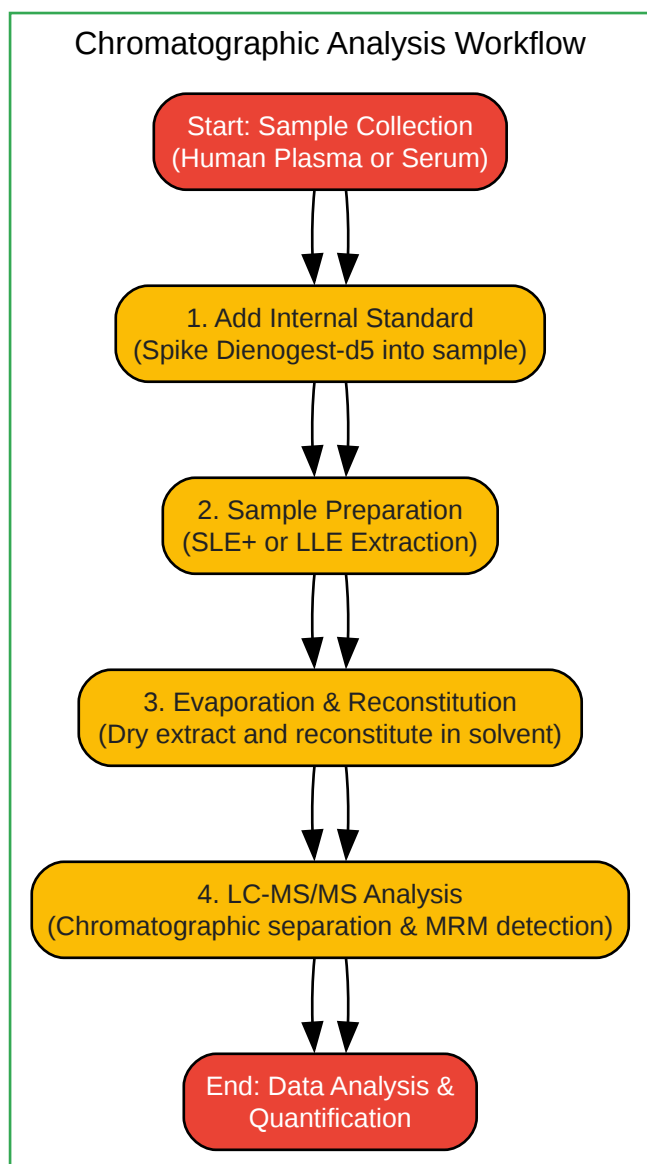 Chromatographic Analysis Workflow
Start: Sample Collection
(Human Plasma or Serum)
1. Add Internal Standard
(Spike Dienogest-d5 into sample)
2. Sample Preparation
(SLE+ or LLE Extraction)
3. Evaporation & Reconstitution
(Dry extract and reconstitute in solvent)
4. LC-MS/MS Analysis
(Chromatographic separation & MRM detection)
End: Data Analysis &
Quantification